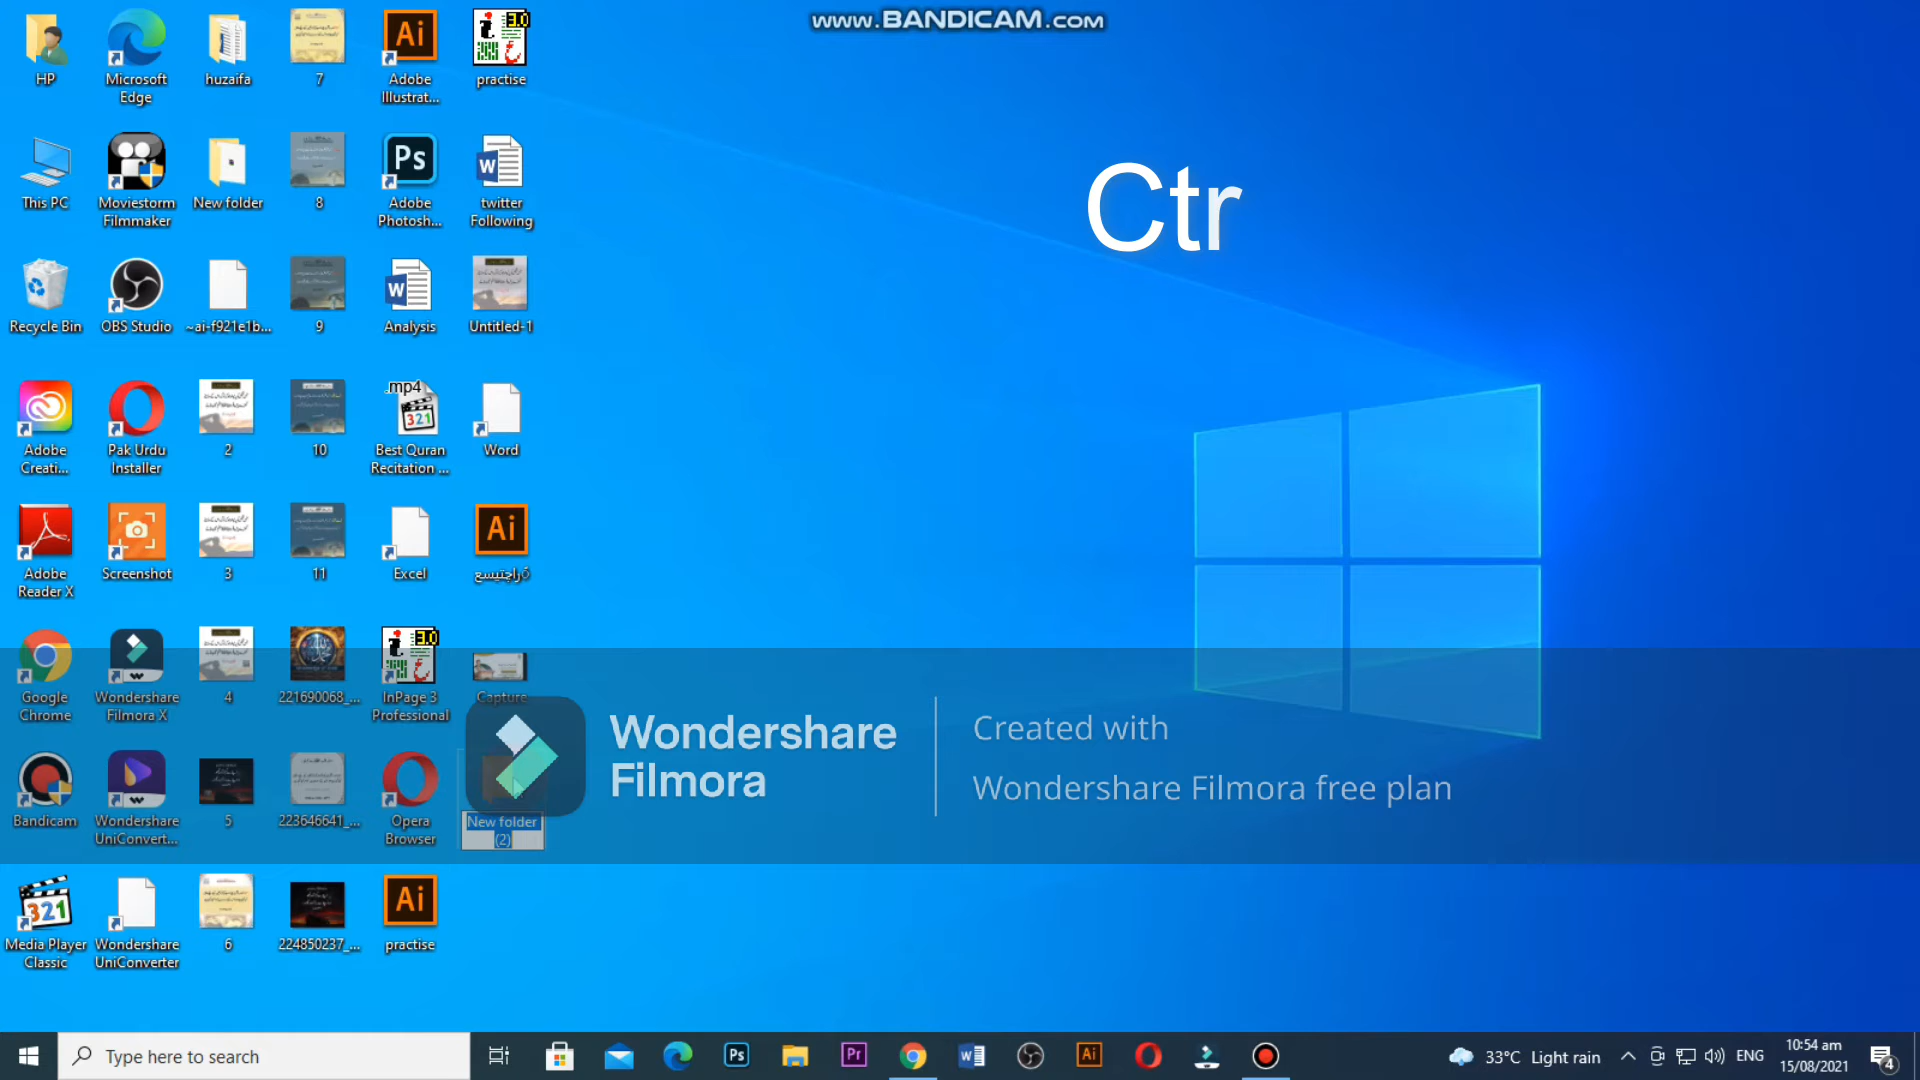 www.BANDICAM.com
Ctr
HP
Microsoft
Edge
huzaifa
7
Adobe
Illustrat...
practise
This PC
Moviestorm
Filmmaker
New folder
8
Adobe
Photosh...
twitter
Following
Recycle Bin
OBS Studio
~ai-f921e1b...
9
Analysis
Untitled-1
Adobe
Creati...
Pak Urdu
Installer
2
10
.mp4
321
Best Quran
Recitation ...
Word
Adobe
Reader X
Screenshot
3
11
Excel
Google
Chrome
Wondershare
Filmora X
4
221690068_...
InPage 3
Professional
Capture
Wondershare
Filmora
Created with
Wondershare Filmora free plan
Bandicam
Wondershare
UniConvert...
5
223646641_...
Opera
Browser
New folder
(2)
Media Player
Classic
Wondershare
UniConverter
6
224850237_...
practise
Type here to search
33°C Light rain
ENG
10:54 am
15/08/2021
4